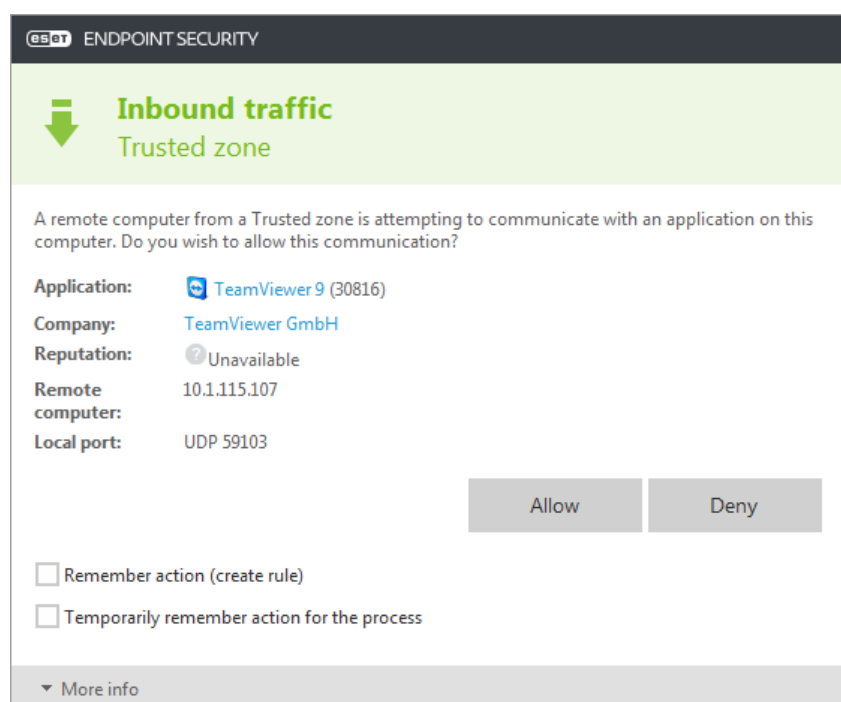 eset ENDPOINT SECURITY
Inbound traffic
Trusted zone
A remote computer from a Trusted zone is attempting to communicate with an application on this
computer. Do you wish to allow this communication?
Application: TeamViewer 9 (30816)
Company: TeamViewer GmbH
Reputation: ? Unavailable
Remote 10.1.115.107
computer:
Local port: UDP 59103
Allow Deny
Remember action (create rule)
Temporarily remember action for the process
More info